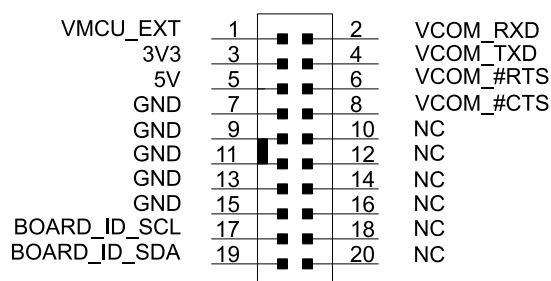 VMCU_EXT 1 2 VCOM_RXD
3V3 3 4 VCOM_TXD
5V 5 6 VCOM_#RTS
GND 7 8 VCOM_#CTS
GND 9 10 NC
GND 11 12 NC
GND 13 14 NC
GND 15 16 NC
BOARD_ID_SCL 17 18 NC
BOARD_ID_SDA 19 20 NC